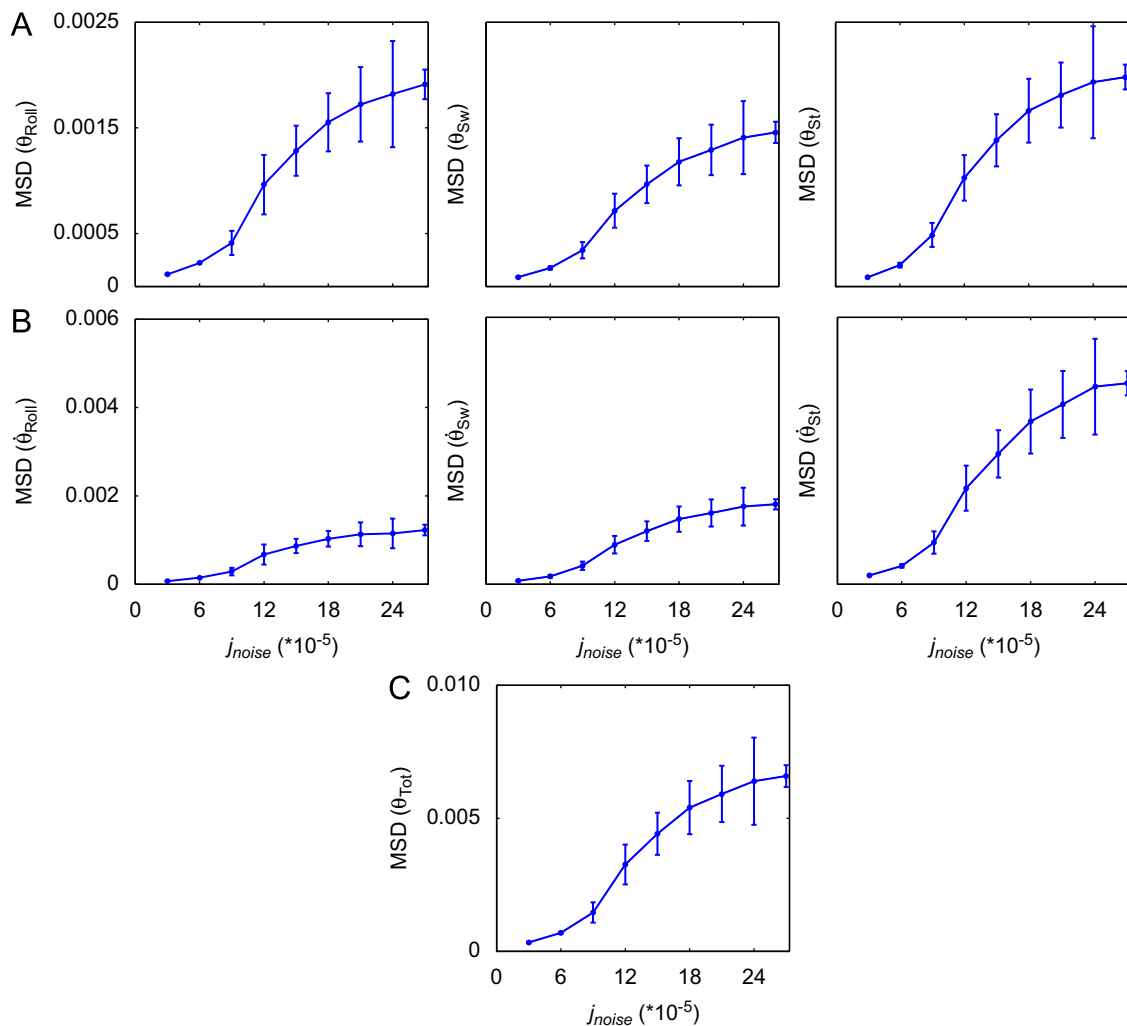 A
0.0025
0.0015
0.0005
0
MSD (θRoll)
MSD (θSw)
MSD (θSt)
B
0.006
0.004
0.002
0
MSD (θ̇Roll)
MSD (θ̇Sw)
MSD (θ̇St)
0 6 12 18 24
0 6 12 18 24
0 6 12 18 24
jnoise (*10-5)
jnoise (*10-5)
jnoise (*10-5)
C
0.010
0.005
0
MSD (θTot)
0 6 12 18 24
jnoise (*10-5)